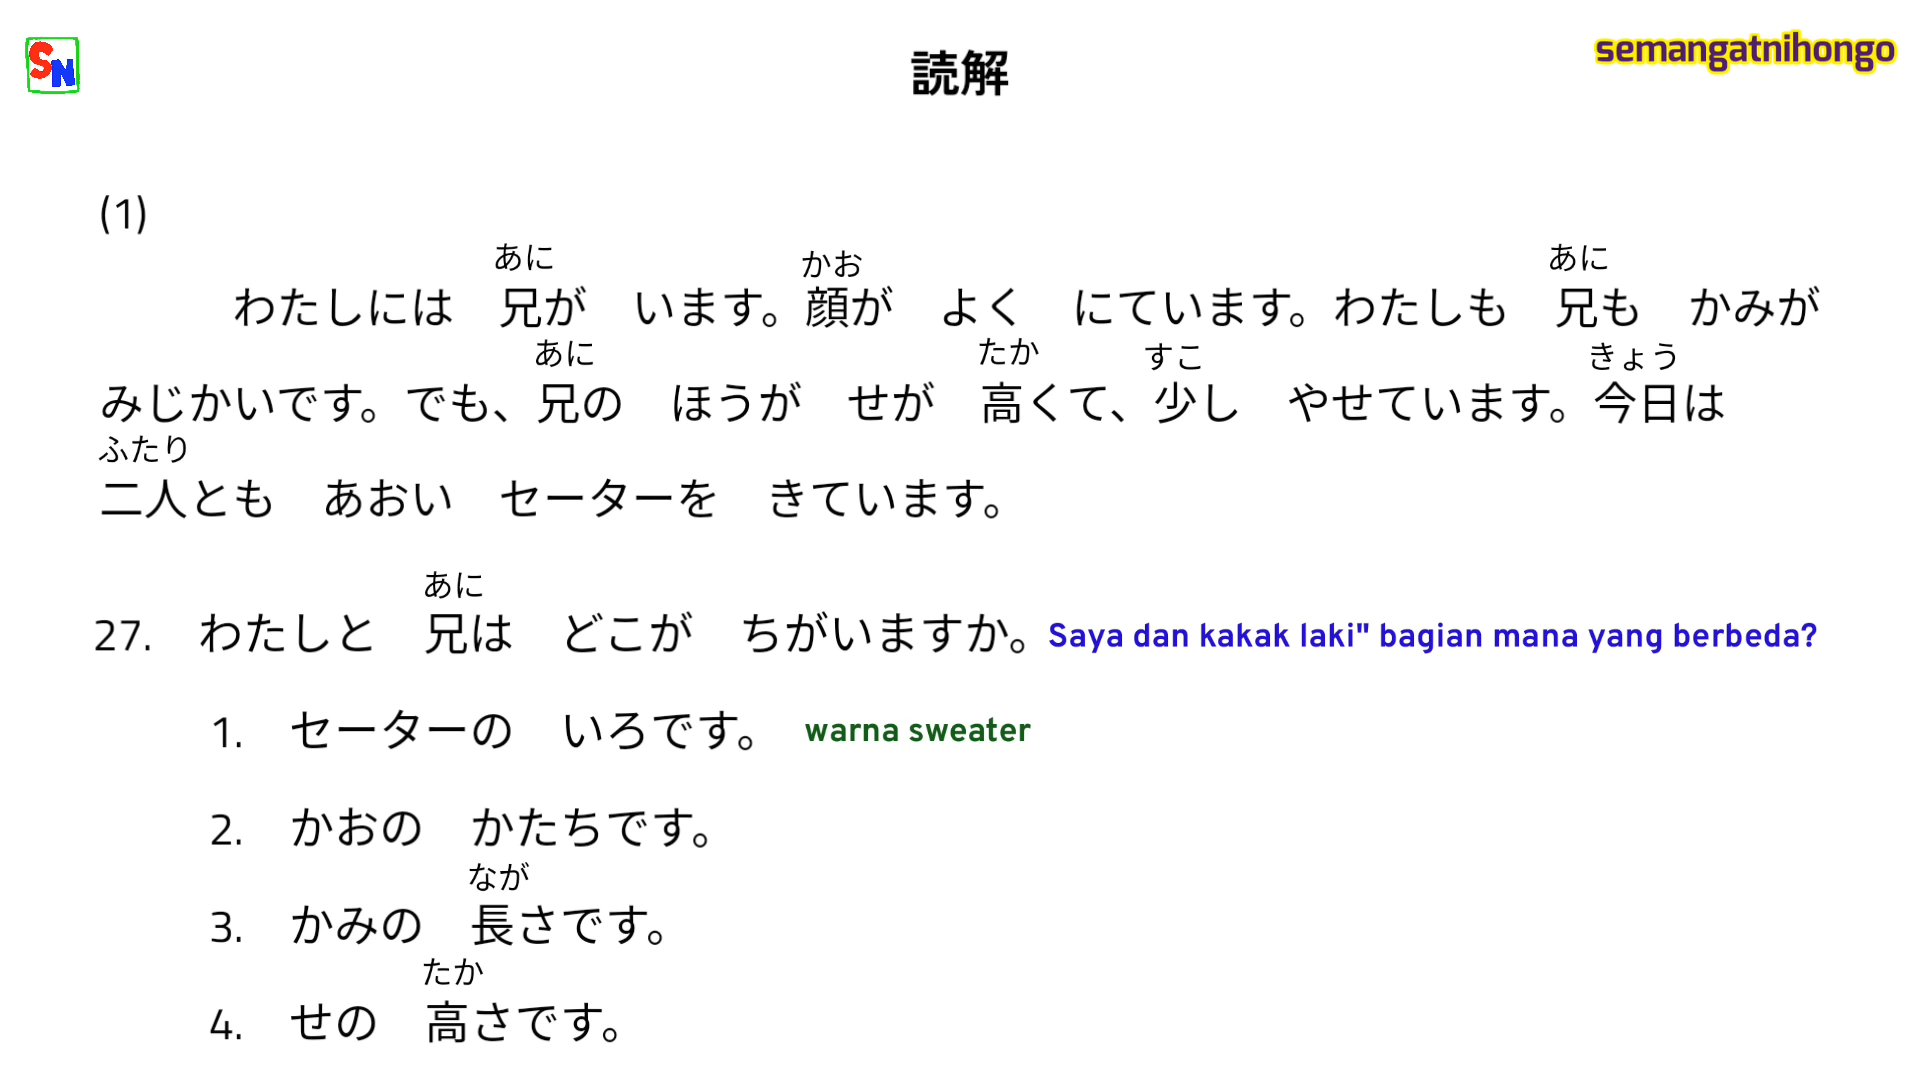 SN
読解
semangatnihongo
(1)
あに かお あに
わたしには 兄が います。顔が よく にています。わたしも 兄も かみが
あに たか すこ きょう
みじかいです。でも、兄の ほうが せが 高くて、少し やせています。今日は
ふたり
二人とも あおい セーターを きています。
あに
27. わたしと 兄は どこが ちがいますか。Saya dan kakak laki" bagian mana yang berbeda?
1. セーターの いろです。 warna sweater
2. かおの かたちです。
なが
3. かみの 長さです。
たか
4. せの 高さです。